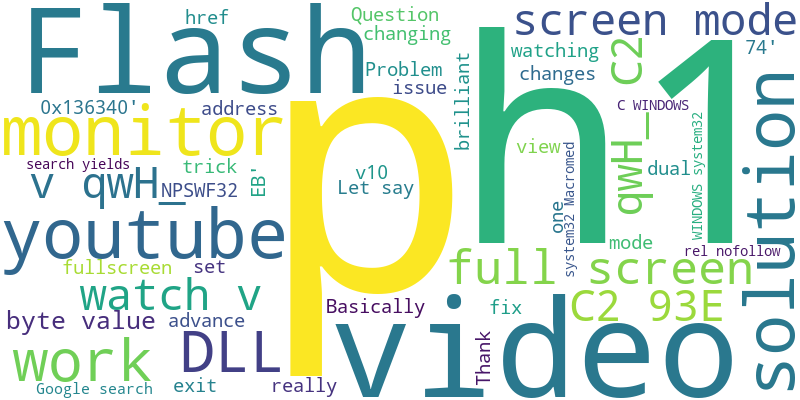 href
Question
screen mode
Flash
changing
C2
watching
74'
Problem
changes
issue
h1
0x136340'
address
C WINDOWS
monitor
brilliant
p
search yields
trick
EB'
v10
view
qwH_
WINDOWS system32
dual
v qwH_
NPSWF32
Let say
one
system32 Macromed
solution
youtube
mode
rel nofollow
fullscreen
set
full screen
watch v
Basically
fix
C2 93E
byte value
advance
video
work
DLL
Thank
Google search
exit
really